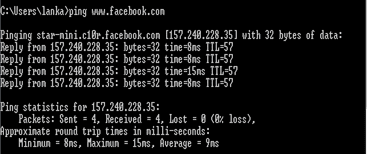 C:\Users\lanka>ping www.facebook.com
Pinging star-mini.c10r.facebook.com [157.240.228.35] with 32 bytes of data:
Reply from 157.240.228.35: bytes=32 time=8ms TTL=57
Reply from 157.240.228.35: bytes=32 time=8ms TTL=57
Reply from 157.240.228.35: bytes=32 time=15ms TTL=57
Reply from 157.240.228.35: bytes=32 time=8ms TTL=57
Ping statistics for 157.240.228.35:
Packets: Sent = 4, Received = 4, Lost = 0 (0% loss),
Approximate round trip times in milli-seconds:
Minimum = 8ms, Maximum = 15ms, Average = 9ms